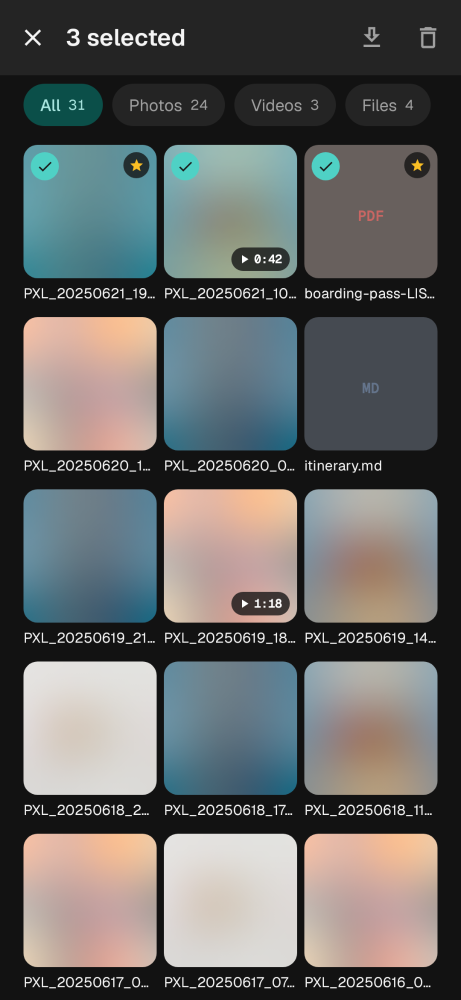 3 selected
All 31
Photos 24
Videos 3
Files 4
PDF
0:42
PXL_20250621_19…
PXL_20250621_10…
boarding-pass-LIS…
MD
PXL_20250620_1…
PXL_20250620_0…
itinerary.md
1:18
PXL_20250619_21…
PXL_20250619_18…
PXL_20250619_14…
PXL_20250618_2…
PXL_20250618_17…
PXL_20250618_11…
PXL_20250617_0…
PXL_20250617_07…
PXL_20250616_0…